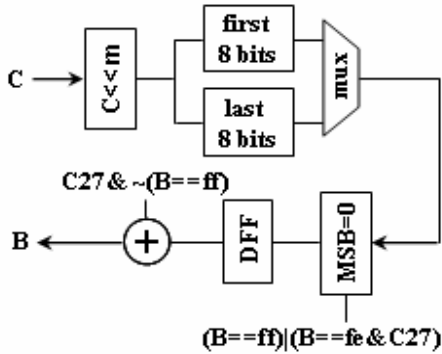 first
8 bits
C
C<<m
mux
last
8 bits
C27 & ~(B==ff)
B
+
DFF
MSB=0
(B==ff)|(B==fe&C27)